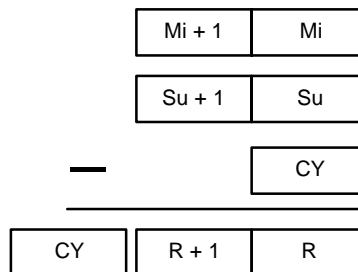 Mi + 1 Mi
Su + 1 Su
— CY
CY R + 1 R